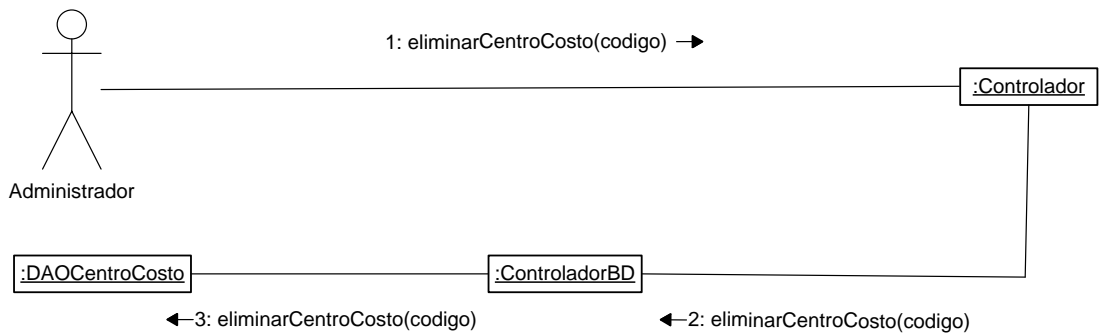 1: eliminarCentroCosto(codigo)
:Controlador
Administrador
:DAOCentroCosto
:ControladorBD
3: eliminarCentroCosto(codigo)
2: eliminarCentroCosto(codigo)